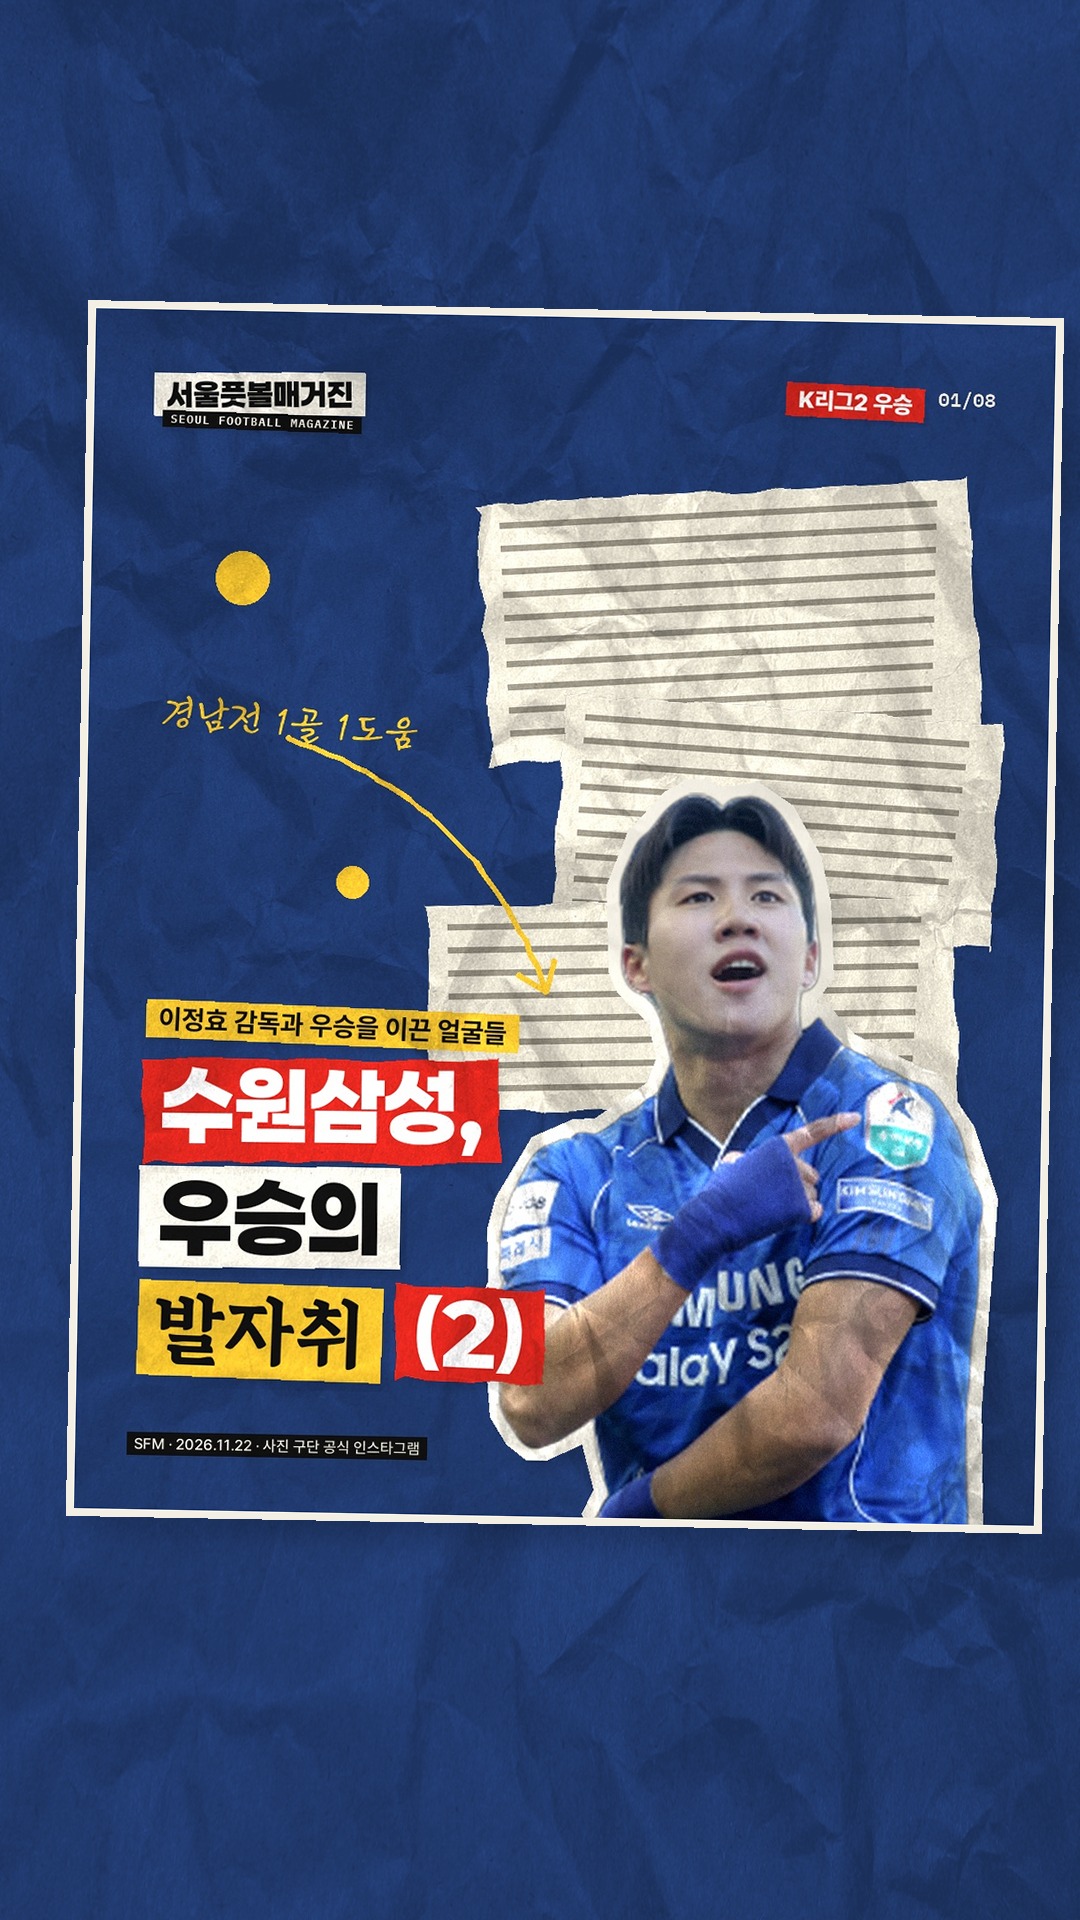 서울풋볼매거진
SEOUL FOOTBALL MAGAZINE
K리그2 우승 01/08
경남전 1골 1도움
이정효 감독과 우승을 이끈 얼굴들
수원삼성,
우승의
발자취 (2)
SFM · 2026.11.22 · 사진 구단 공식 인스타그램